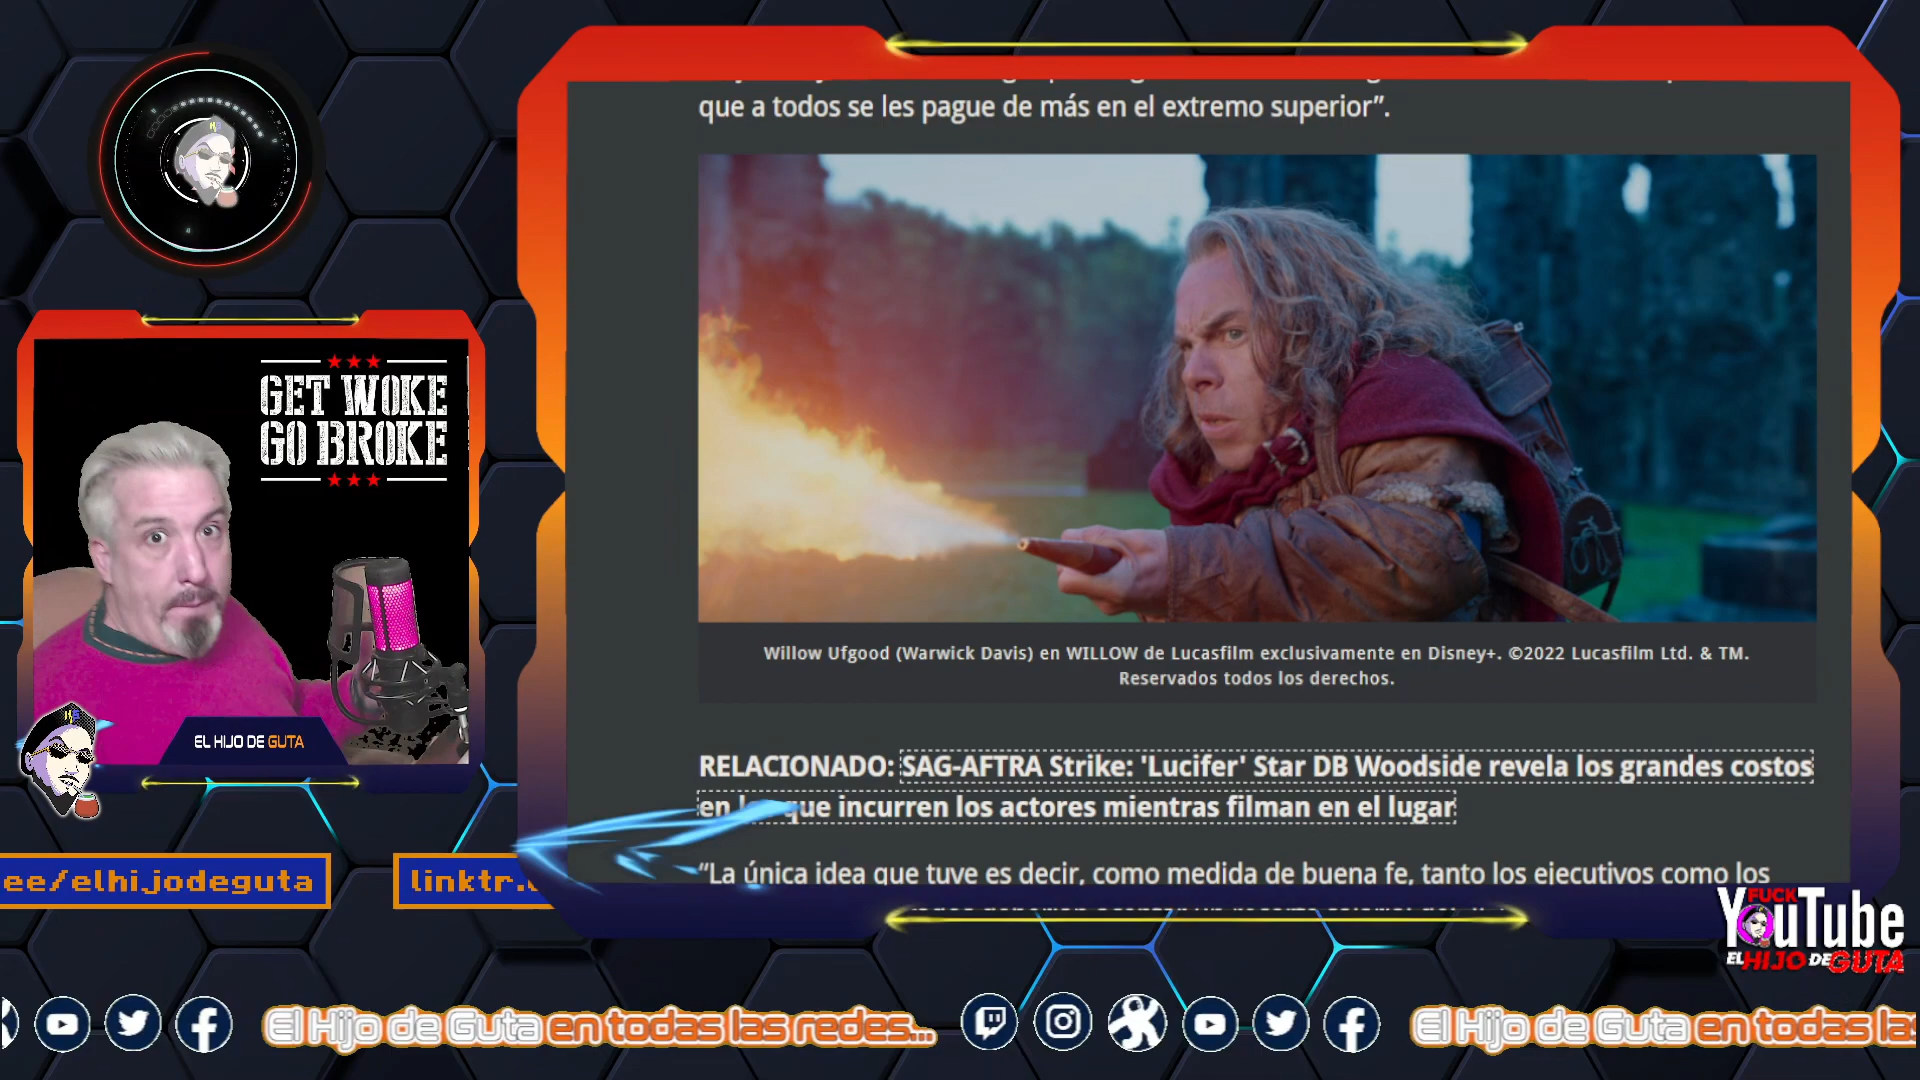 que a todos se les pague de más en el extremo superior”.
GET WOKE
GO BROKE
Willow Ufgood (Warwick Davis) en WILLOW de Lucasfilm exclusivamente en Disney+. ©2022 Lucasfilm Ltd. & TM.
Reservados todos los derechos.
EL HIJO DE GUTA
RELACIONADO: SAG-AFTRA Strike: 'Lucifer' Star DB Woodside revela los grandes costos
en que incurren los actores mientras filman en el lugar
“La única idea que tuve es decir, como medida de buena fe, tanto los ejecutivos como los
ee/elhijodeguta
linktr.
FUCK
YouTube
EL HIJO DE GUTA
El Hijo de Guta en todas las redes...
El Hijo de Guta en todas las